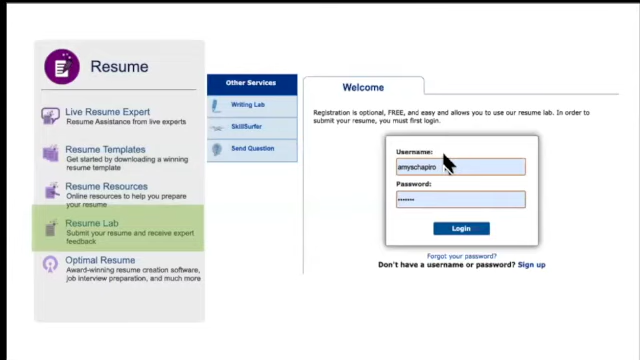 Resume
Live Resume Expert
Resume Assistance from live experts
Resume Templates
Get started by downloading a winning
resume template
Resume Resources
Online resources to help you prepare
your resume
Resume Lab
Submit your resume and receive expert
feedback
Optimal Resume
Award-winning resume creation software,
job interview preparation, and much more
Other Services
Writing Lab
SkillSurfer
Send Question
Welcome
Registration is optional, FREE, and easy and allows you to use our resume lab. In order to
submit your resume, you must first login.
Username:
amyschapiro
Password:
•••••••
Login
Forgot your password?
Don't have a username or password? Sign up